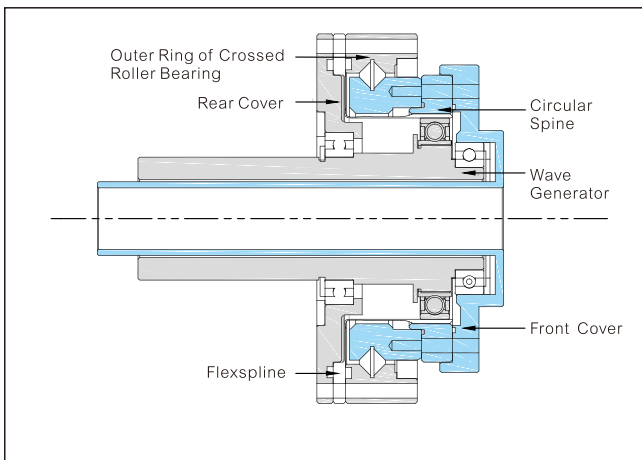 Outer Ring of Crossed
Roller Bearing
Rear Cover
Circular
Spine
Wave
Generator
Front Cover
Flexspline